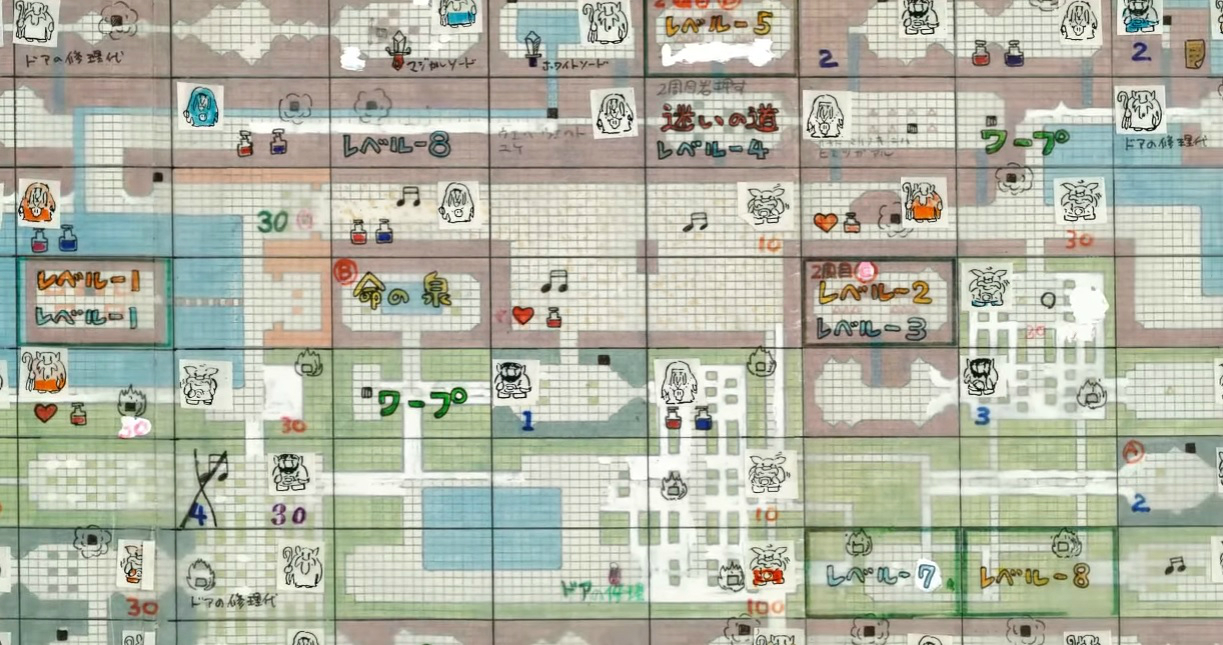 レベル-5
ドアの修理代
マジカルソード
ホワイトソード
2
2
2周目岩押す
迷いの道
レベル-8
レベル-4
ワープ
ドアの修理代
30
10
30
レベル-1
レベル-1
B
命の泉
2周目
レベル-2
レベル-3
30
ワープ
1
3
30
50
4
30
10
A
2
レベル-7
レベル-8
ドアの修理
ドアの修理代
30
100